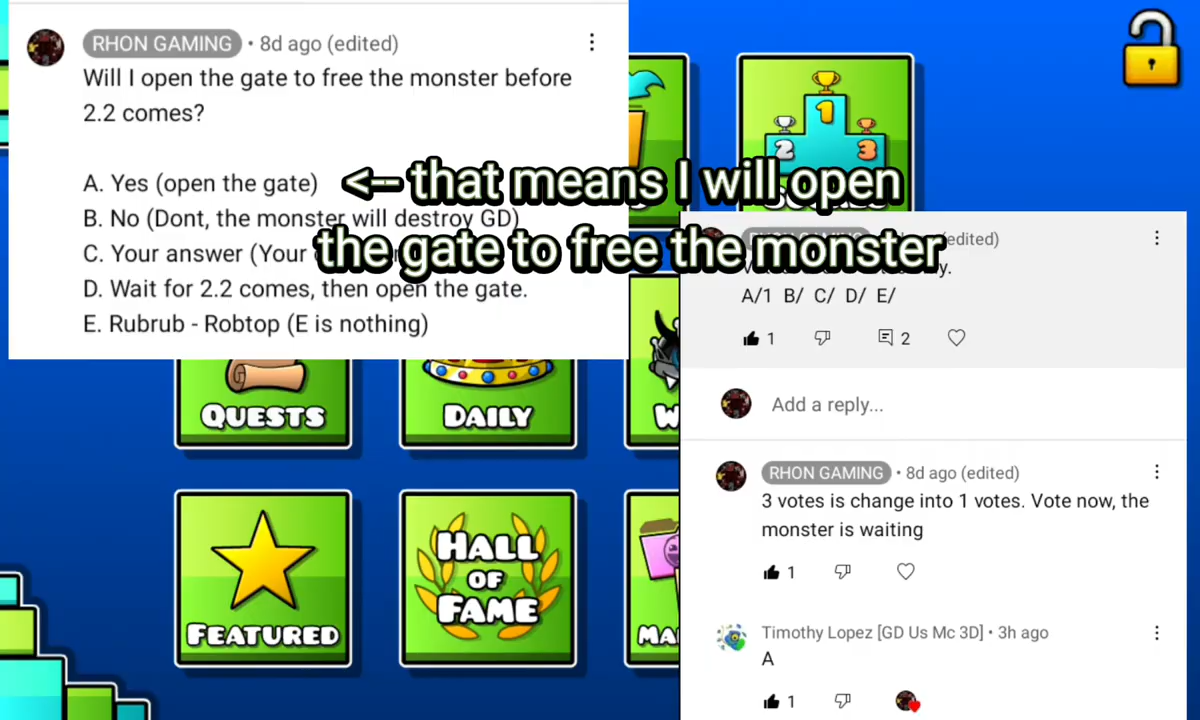 RHON GAMING • 8d ago (edited)
Will I open the gate to free the monster before
2.2 comes?
A. Yes (open the gate)
<-- that means I will open
the gate to free the monster
B. No (Dont, the monster will destroy GD)
C. Your answer (Your
D. Wait for 2.2 comes, then open the gate.
E. Rubrub - Robtop (E is nothing)
1
2
3
(edited)
A/1 B/ C/ D/ E/
1
2
Add a reply...
RHON GAMING • 8d ago (edited)
3 votes is change into 1 votes. Vote now, the
monster is waiting
1
Timothy Lopez [GD Us Mc 3D] • 3h ago
A
1
QUESTS
DAILY
W
FEATURED
HALL
OF
FAME
MA